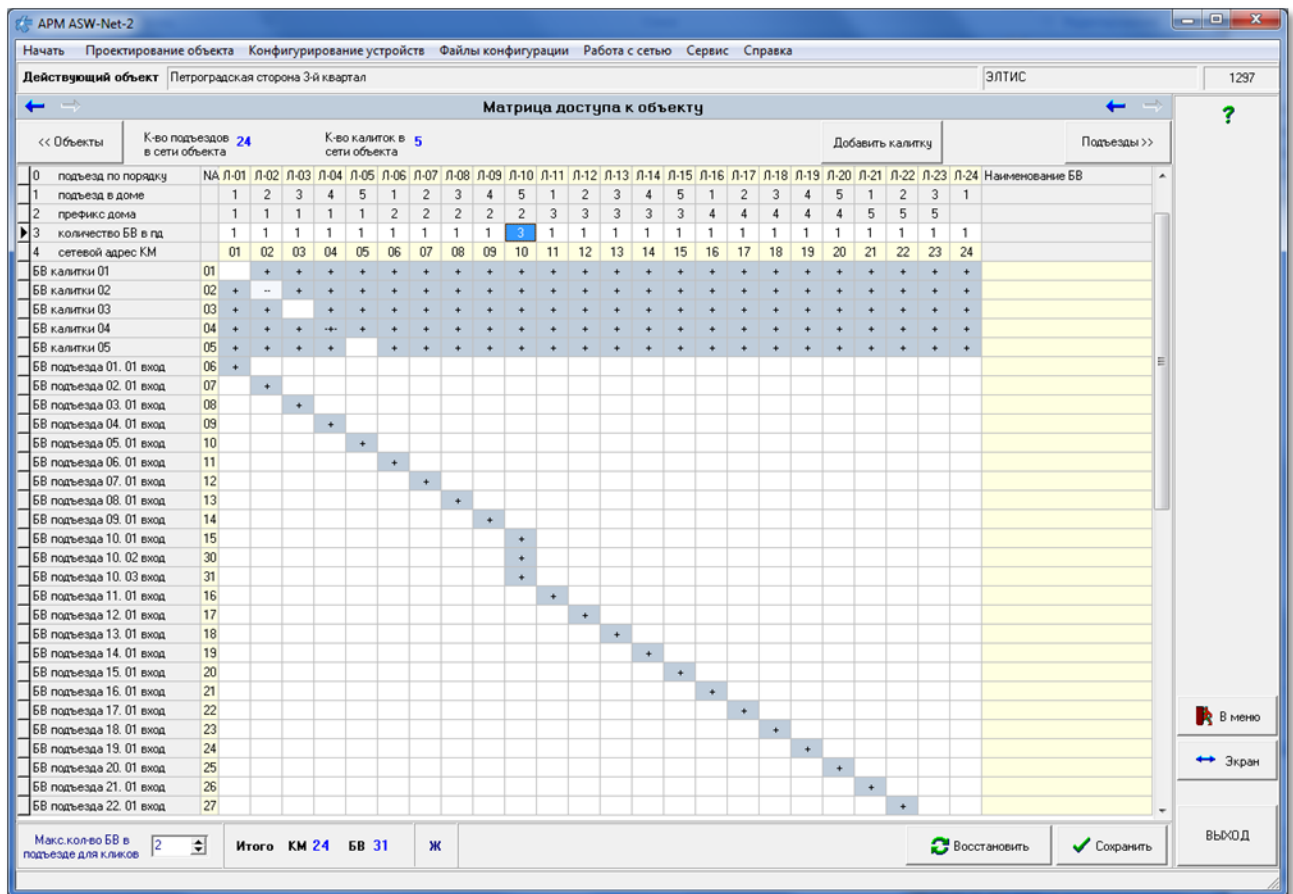 APM ASW-Net-2
Начать Проектирование объекта Конфигурирование устройств Файлы конфигурации Работа с сетью Сервис Справка
Действующий объект Петроградская сторона 3-й квартал ЭЛТИС 1297
Матрица доступа к объекту ?
<< Объекты К-во подъездов в сети объекта 24 К-во калиток в сети объекта 5 Добавить калитку Подъезды >>
0 подъезд по порядку NA Л-01 Л-02 Л-03 Л-04 Л-05 Л-06 Л-07 Л-08 Л-09 Л-10 Л-11 Л-12 Л-13 Л-14 Л-15 Л-16 Л-17 Л-18 Л-19 Л-20 Л-21 Л-22 Л-23 Л-24 Наименование БВ
1 подъезд в доме 1 2 3 4 5 1 2 3 4 5 1 2 3 4 5 1 2 3 4 5 1 2 3 1
2 префикс дома 1 1 1 1 1 2 2 2 2 2 3 3 3 3 3 4 4 4 4 4 5 5 5
3 количество БВ в пд 1 1 1 1 1 1 1 1 1 3 1 1 1 1 1 1 1 1 1 1 1 1 1 1
4 сетевой адрес КМ 01 02 03 04 05 06 07 08 09 10 11 12 13 14 15 16 17 18 19 20 21 22 23 24
БВ калитки 01 01 + + + + + + + + + + + + + + + + + + + + + + +
БВ калитки 02 02 + -- + + + + + + + + + + + + + + + + + + + + + +
БВ калитки 03 03 + + + + + + + + + + + + + + + + + + + + + + +
БВ калитки 04 04 + + + -+- + + + + + + + + + + + + + + + + + + + +
БВ калитки 05 05 + + + + + + + + + + + + + + + + + + + + + + +
БВ подъезда 01. 01 вход 06 +
БВ подъезда 02. 01 вход 07 +
БВ подъезда 03. 01 вход 08 +
БВ подъезда 04. 01 вход 09 +
БВ подъезда 05. 01 вход 10 +
БВ подъезда 06. 01 вход 11 +
БВ подъезда 07. 01 вход 12 +
БВ подъезда 08. 01 вход 13 +
БВ подъезда 09. 01 вход 14 +
БВ подъезда 10. 01 вход 15 +
БВ подъезда 10. 02 вход 30 +
БВ подъезда 10. 03 вход 31 +
БВ подъезда 11. 01 вход 16 +
БВ подъезда 12. 01 вход 17 +
БВ подъезда 13. 01 вход 18 +
БВ подъезда 14. 01 вход 19 +
БВ подъезда 15. 01 вход 20 +
БВ подъезда 16. 01 вход 21 +
БВ подъезда 17. 01 вход 22 +
БВ подъезда 18. 01 вход 23 +
БВ подъезда 19. 01 вход 24 +
БВ подъезда 20. 01 вход 25 +
БВ подъезда 21. 01 вход 26 +
БВ подъезда 22. 01 вход 27 +
В меню
Экран
ВЫХОД
Макс.кол-во БВ в подъезде для кликов 2 Итого КМ 24 БВ 31 Ж Восстановить Сохранить